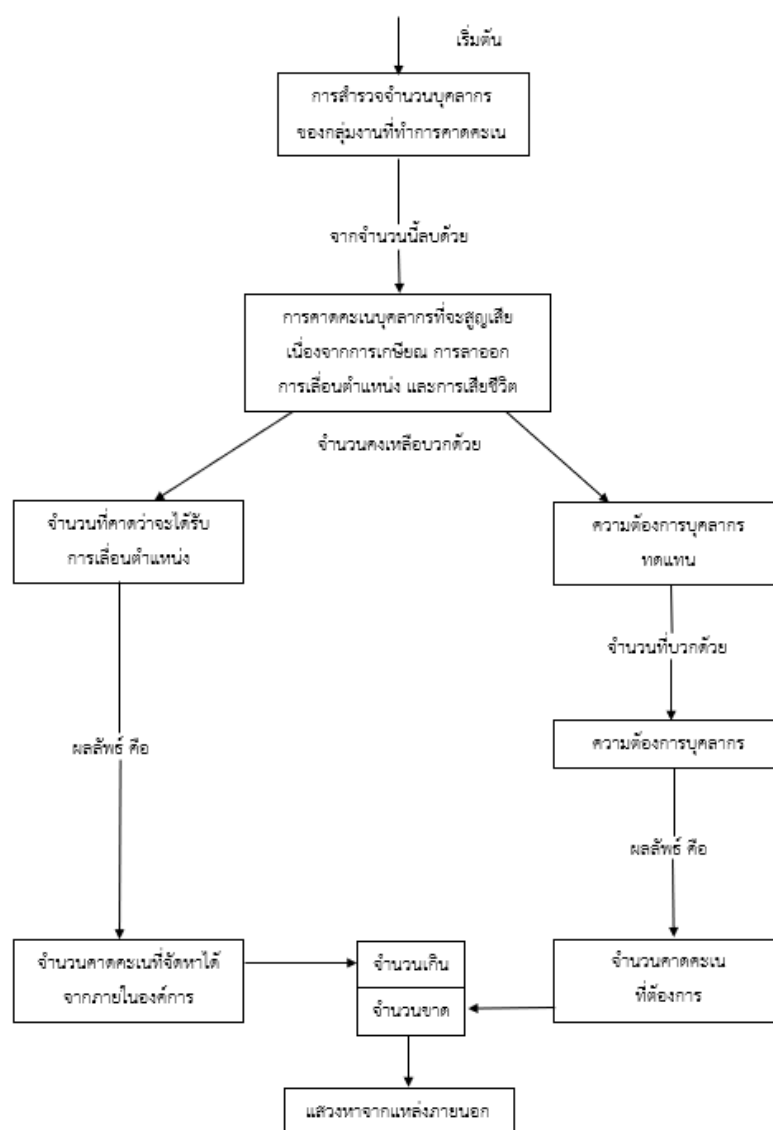 เริ่มต้น
การสำรวจจำนวนบุคลากร
ของกลุ่มงานที่ทำการคาดคะเน
จากจำนวนนี้ลบด้วย
การคาดคะเนบุคลากรที่จะสูญเสีย
เนื่องจากการเกษียณ การลาออก
การเลื่อนตำแหน่ง และการเสียชีวิต
จำนวนคงเหลือบวกด้วย
จำนวนที่คาดว่าจะได้รับ
การเลื่อนตำแหน่ง
ความต้องการบุคลากร
ทดแทน
จำนวนที่บวกด้วย
ผลลัพธ์ คือ
ความต้องการบุคลากร
ผลลัพธ์ คือ
จำนวนคาดคะเนที่จัดหาได้
จากภายในองค์การ
จำนวนเกิน
จำนวนขาด
จำนวนคาดคะเน
ที่ต้องการ
แสวงหาจากแหล่งภายนอก